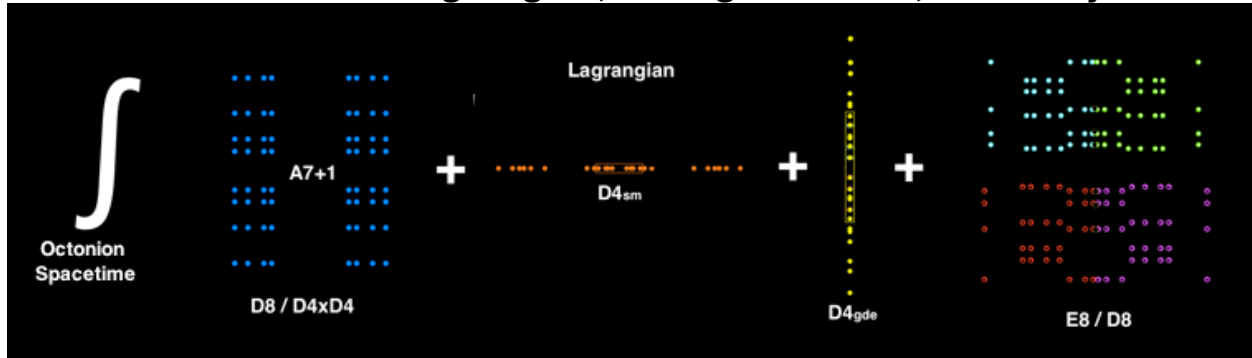 Lagrangian
A7+1
D4sm
Octonion
Spacetime
D8 / D4xD4
D4gde
E8 / D8
+
+
+
∫